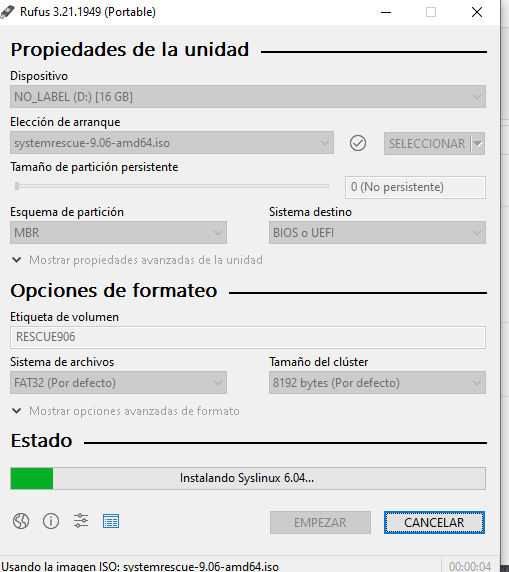 Rufus 3.21.1949 (Portable)
Propiedades de la unidad
Dispositivo
NO_LABEL (D:) [16 GB]
Elección de arranque
systemrescue-9.06-amd64.iso
SELECCIONAR
Tamaño de partición persistente
0 (No persistente)
Esquema de partición
Sistema destino
MBR
BIOS o UEFI
Mostrar propiedades avanzadas de la unidad
Opciones de formateo
Etiqueta de volumen
RESCUE906
Sistema de archivos
Tamaño del clúster
FAT32 (Por defecto)
8192 bytes (Por defecto)
Mostrar opciones avanzadas de formato
Estado
Instalando Syslinux 6.04...
EMPEZAR
CANCELAR
Usando la imagen ISO: systemrescue-9.06-amd64.iso
00:00:04